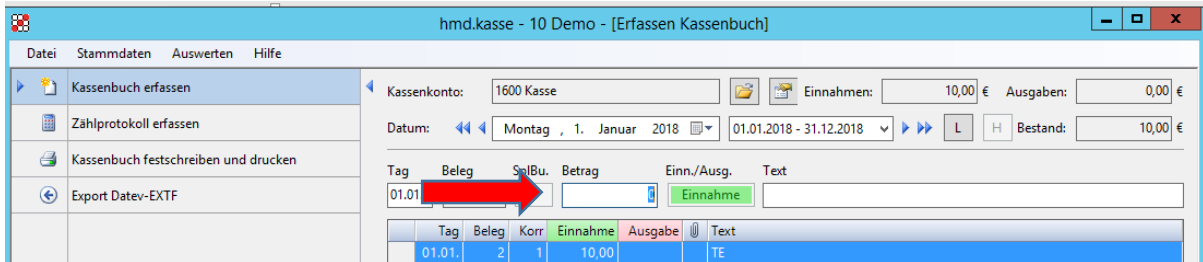 hmd.kasse - 10 Demo - [Erfassen Kassenbuch]
Datei Stammdaten Auswerten Hilfe
Kassenbuch erfassen
Zählprotokoll erfassen
Kassenbuch festschreiben und drucken
Export Datev-EXTF
Kassenkonto: 1600 Kasse Einnahmen: 10,00 € Ausgaben: 0,00 €
Datum: Montag , 1. Januar 2018 01.01.2018 - 31.12.2018 L H Bestand: 10,00 €
Tag Beleg SplBu. Betrag Einn./Ausg. Text
01.01 Einnahme
Tag Beleg Korr Einnahme Ausgabe Text
01.01. 2 1 10,00 TE